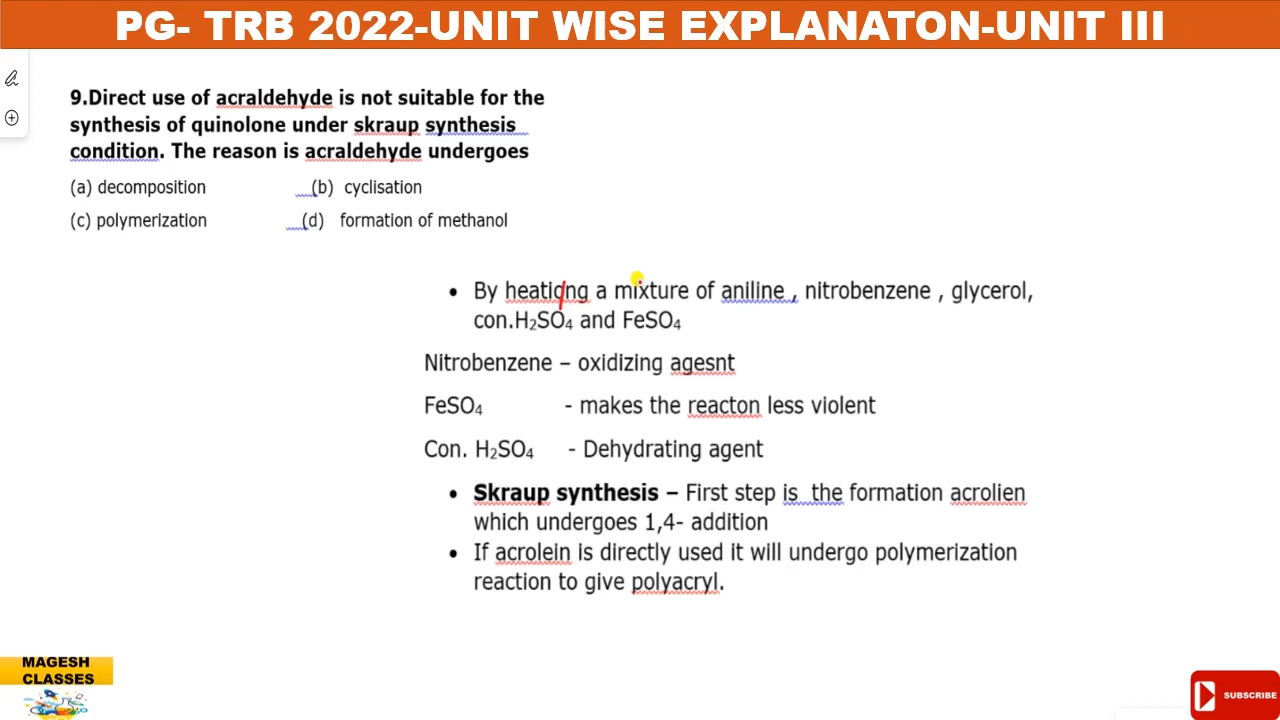 PG- TRB 2022-UNIT WISE EXPLANATON-UNIT III
9.Direct use of acraldehyde is not suitable for the
synthesis of quinolone under skraup synthesis
condition. The reason is acraldehyde undergoes
(a) decomposition (b) cyclisation
(c) polymerization (d) formation of methanol
• By heationg a mixture of aniline , nitrobenzene , glycerol,
con.H₂SO₄ and FeSO₄
Nitrobenzene – oxidizing agesnt
FeSO₄ - makes the reacton less violent
Con. H₂SO₄ - Dehydrating agent
• Skraup synthesis – First step is the formation acrolien
which undergoes 1,4- addition
• If acrolein is directly used it will undergo polymerization
reaction to give polyacryl.
MAGESH
CLASSES
SUBSCRIBE